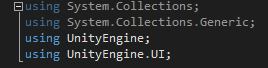 using System.Collections;
using System.Collections.Generic;
using UnityEngine;
using UnityEngine.UI;